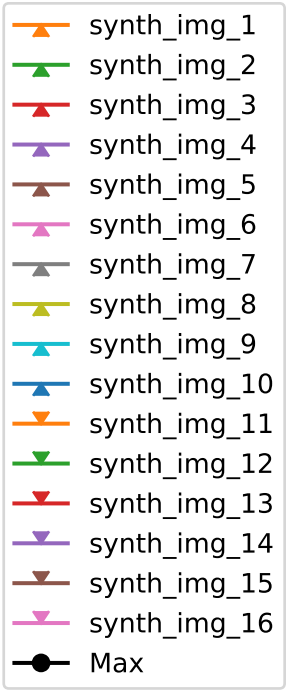 synth_img_1
synth_img_2
synth_img_3
synth_img_4
synth_img_5
synth_img_6
synth_img_7
synth_img_8
synth_img_9
synth_img_10
synth_img_11
synth_img_12
synth_img_13
synth_img_14
synth_img_15
synth_img_16
Max